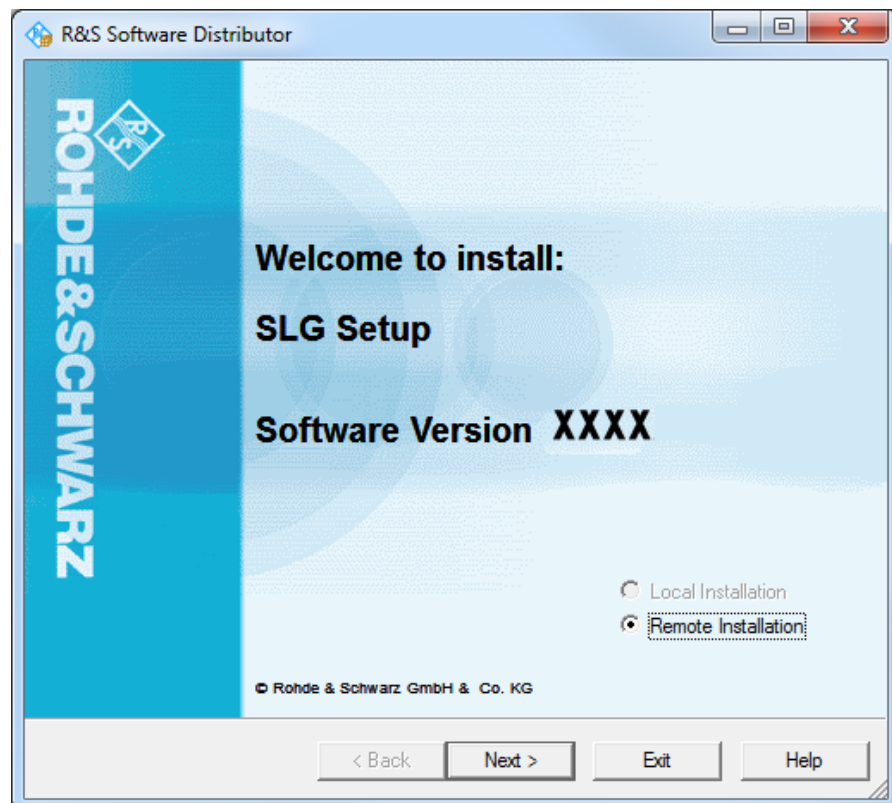 R&S Software Distributor
ROHDE&SCHWARZ
R S
Welcome to install:
SLG Setup
Software Version XXXX
Local Installation
Remote Installation
© Rohde & Schwarz GmbH & Co. KG
< Back Next > Exit Help